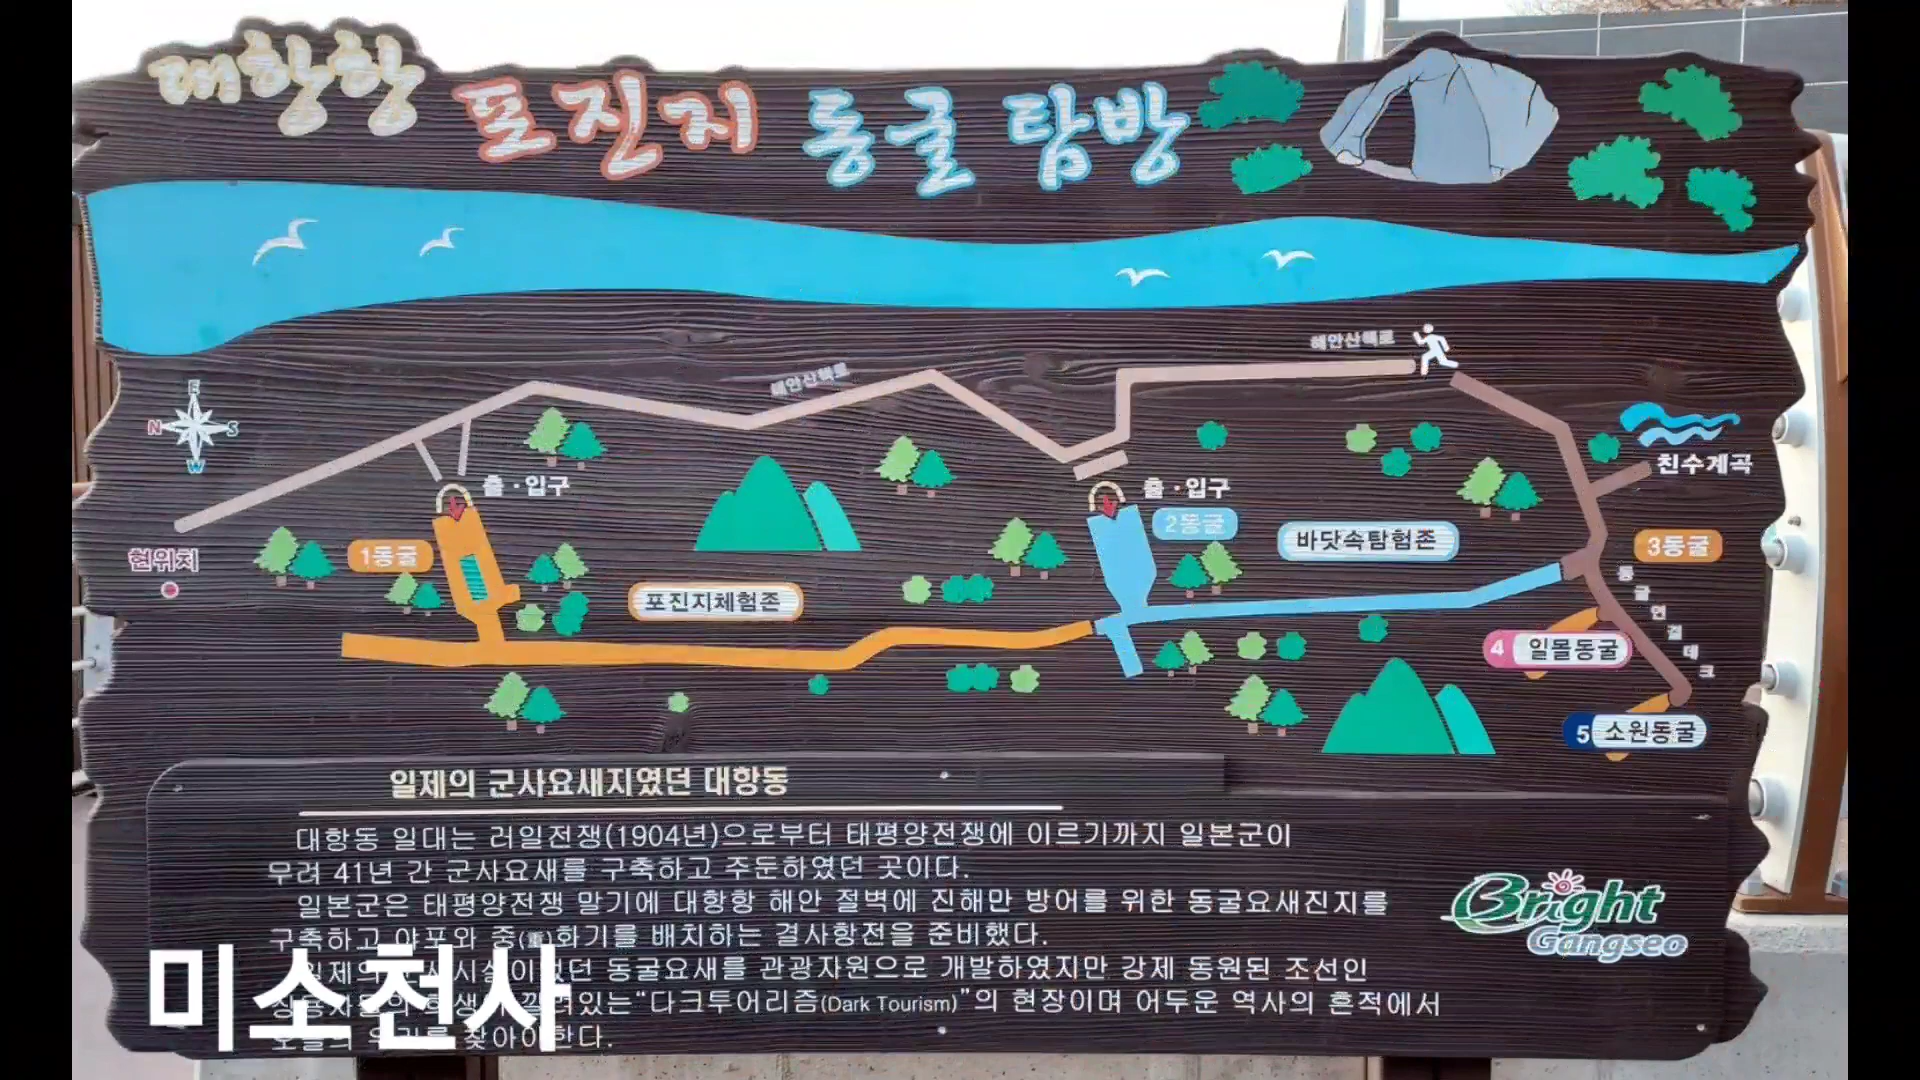 대항항 포진지 동굴 탐방
해안산책로
해안산책로
E
N S
W
친수계곡
출·입구
출·입구
2동굴
바닷속탐험존
3동굴
현위치
1동굴
포진지체험존
동굴연결데크
4 일몰동굴
5 소원동굴
일제의 군사요새지였던 대항동
대항동 일대는 러일전쟁(1904년)으로부터 태평양전쟁에 이르기까지 일본군이
무려 41년 간 군사요새를 구축하고 주둔하였던 곳이다.
일본군은 태평양전쟁 말기에 대항항 해안 절벽에 진해만 방어를 위한 동굴요새진지를
구축하고 야포와 중(重)화기를 배치하는 결사항전을 준비했다.
동굴요새를 관광자원으로 개발하였지만 강제 동원된 조선인
“다크투어리즘(Dark Tourism)”의 현장이며 어두운 역사의 흔적에서
찾아야한다.
Bright
Gangseo
미소천사